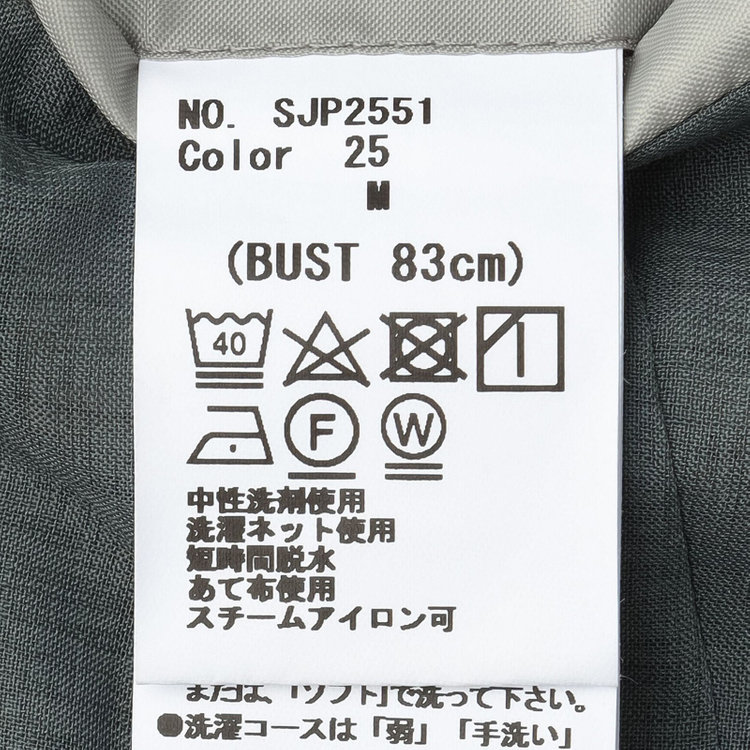 NO. SJP2551
Color 25
M
(BUST 83cm)
40
F W
中性洗剤使用
洗濯ネット使用
短時間脱水
あて布使用
スチームアイロン可
または、「ソフト」で洗って下さい。
●洗濯コースは「弱」「手洗い」